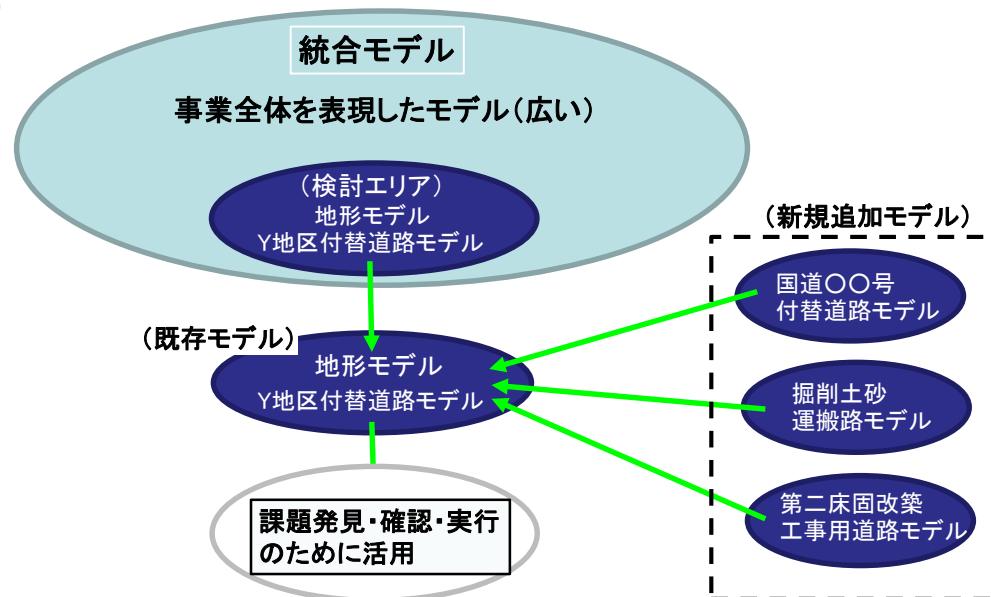 統合モデル
事業全体を表現したモデル(広い)
(検討エリア)
地形モデル
Y地区付替道路モデル
(既存モデル)
地形モデル
Y地区付替道路モデル
課題発見・確認・実行
のために活用
(新規追加モデル)
国道〇〇号
付替道路モデル
掘削土砂
運搬路モデル
第二床固改築
工事用道路モデル